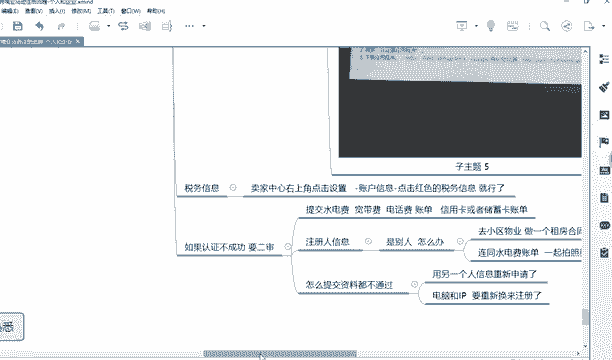 编辑(E) 查看(V) 插入(I) 修改(M) 工具(T) 窗口(W) 帮助(H)
子主题 5
税务信息
卖家中心右上角点击设置 -账户信息-点击红色的税务信息 就行了
提交水电费 宽带费 电话费 账单 信用卡或者储蓄卡账单
如果认证不成功 要二审
注册人信息
是别人 怎么办
去小区物业 做一个租房合同
连同水电费账单 一起拍照
怎么提交资料都不通过
用另一个人信息重新申请了
电脑和IP 要重新换来注册了